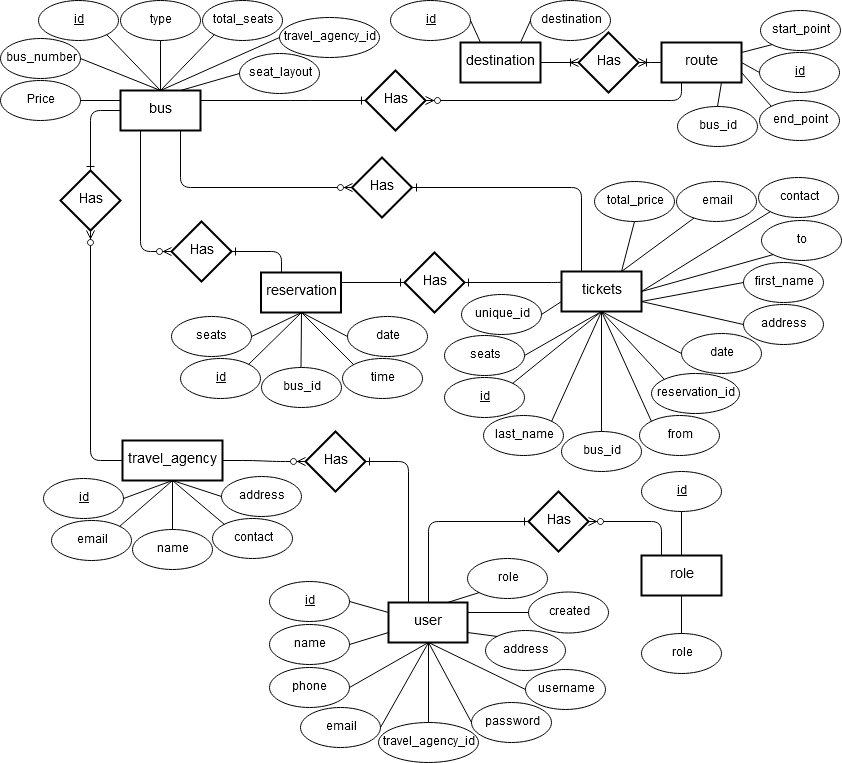 id
type
total_seats
id
destination
bus_number
travel_agency_id
start_point
Price
seat_layout
destination
Has
route
id
bus
Has
bus_id
end_point
Has
Has
total_price
email
contact
to
Has
reservation
Has
tickets
first_name
unique_id
address
seats
date
seats
date
id
bus_id
time
id
reservation_id
last_name
bus_id
from
travel_agency
Has
id
address
id
email
name
contact
Has
role
role
id
user
created
name
address
role
phone
username
email
travel_agency_id
password